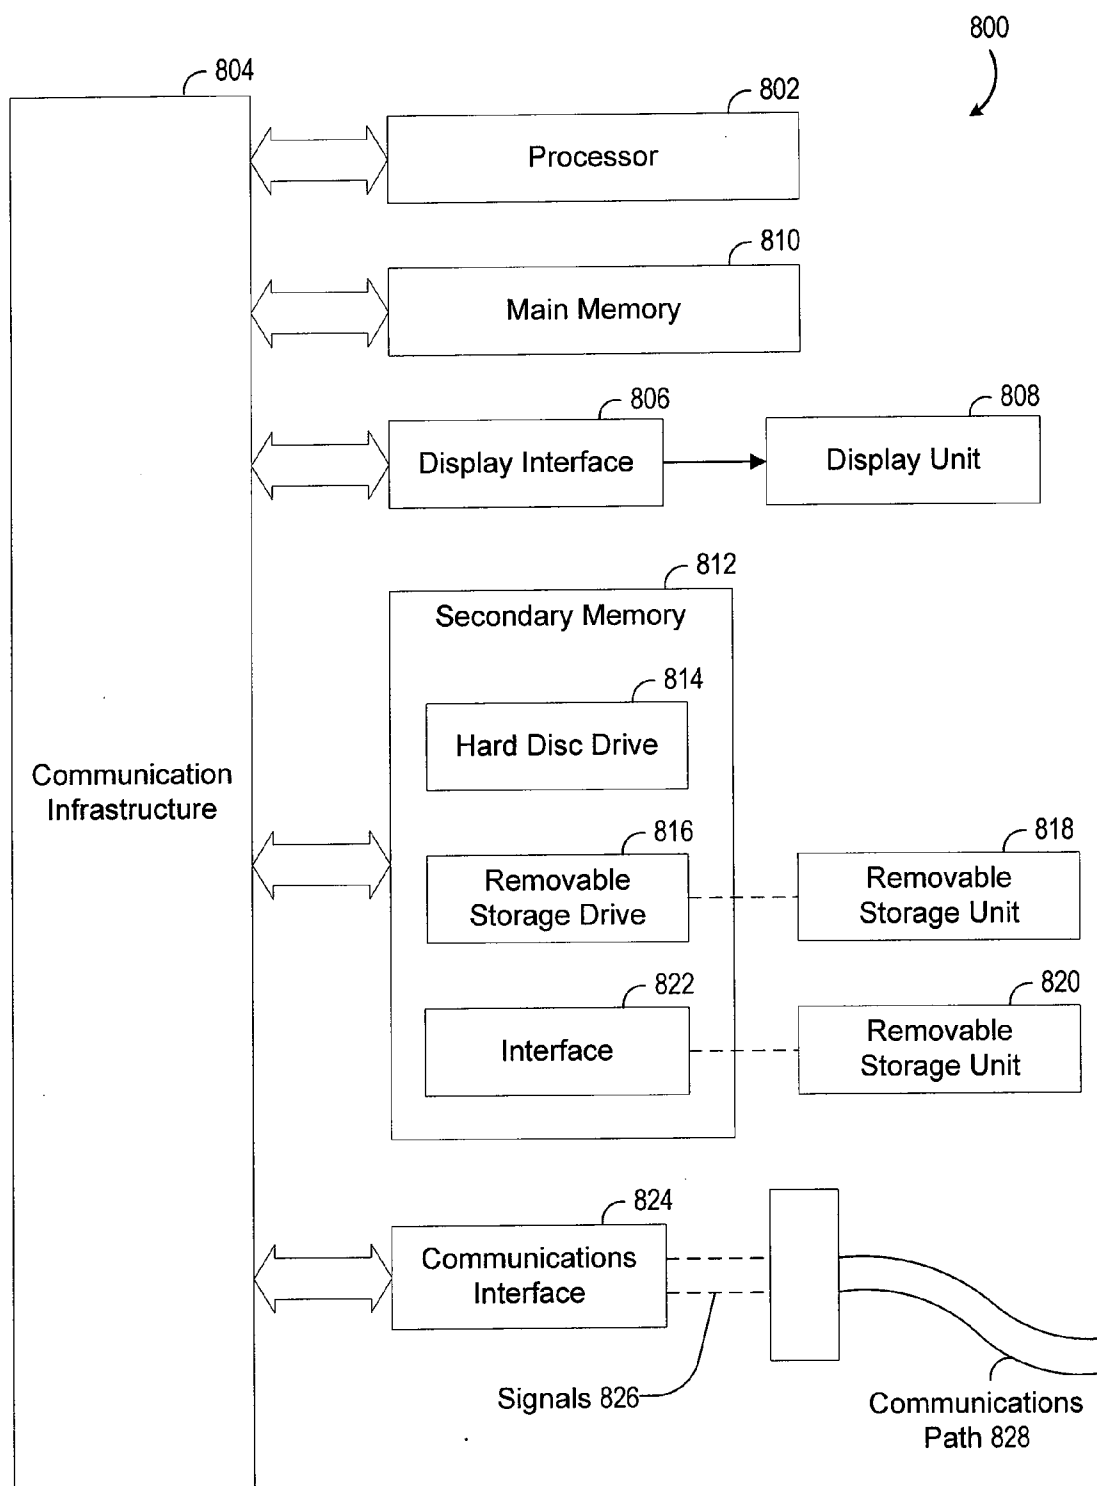 800
804
802
Processor
810
Main Memory
806
808
Display Interface
Display Unit
812
Secondary Memory
814
Hard Disc Drive
Communication
Infrastructure
816
818
Removable
Storage Drive
Removable
Storage Unit
822
820
Interface
Removable
Storage Unit
824
Communications
Interface
Signals 826
Communications
Path 828